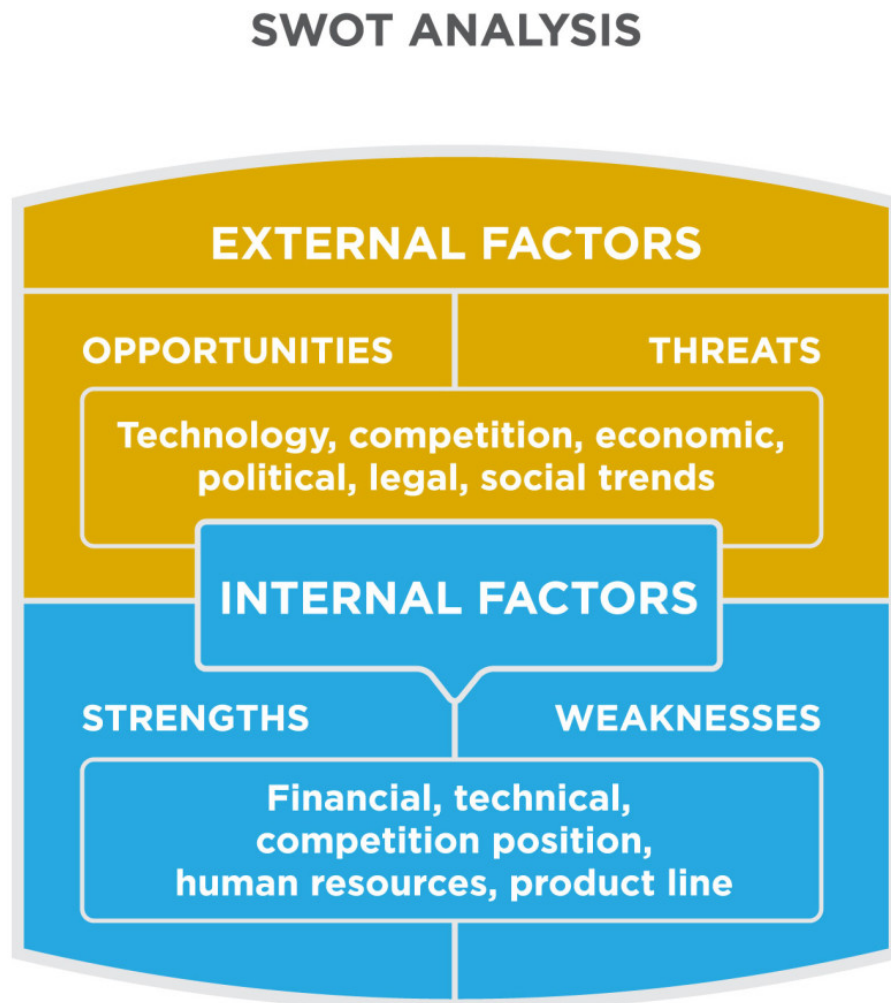 SWOT ANALYSIS
EXTERNAL FACTORS
OPPORTUNITIES
THREATS
Technology, competition, economic,
political, legal, social trends
INTERNAL FACTORS
STRENGTHS
WEAKNESSES
Financial, technical,
competition position,
human resources, product line